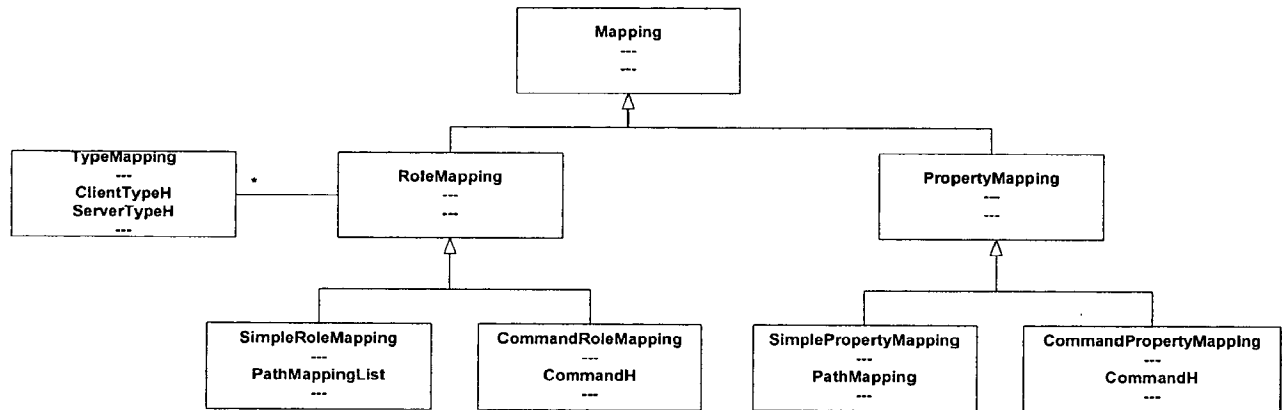 Mapping
---
---
TypeMapping
---
ClientTypeH
ServerTypeH
---
*
RoleMapping
---
---
PropertyMapping
---
---
SimpleRoleMapping
---
PathMappingList
---
CommandRoleMapping
---
CommandH
---
SimplePropertyMapping
---
PathMapping
---
CommandPropertyMapping
---
CommandH
---